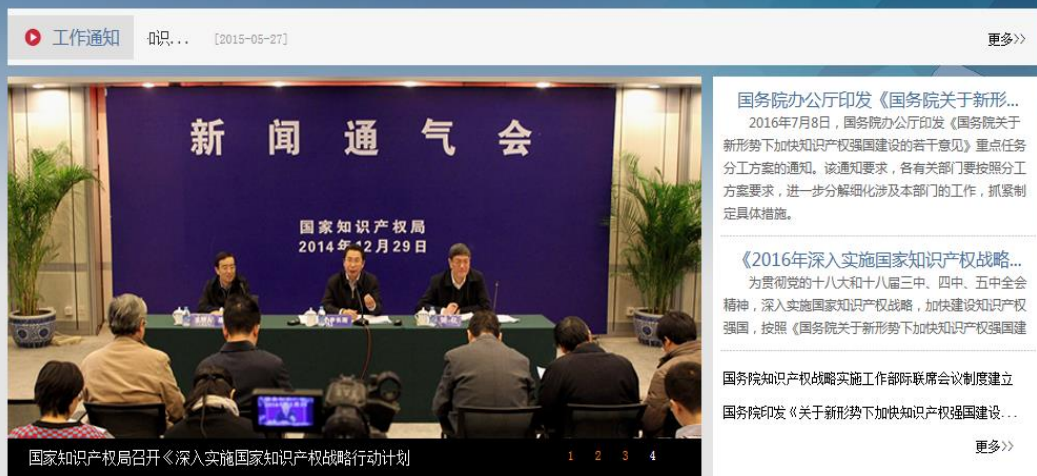 工作通知
识...
[2015-05-27]
更多>>
新闻通气会
国家知识产权局
2014年12月29日
国家知识产权局召开《深入实施国家知识产权战略行动计划
1 2 3 4
国务院办公厅印发《国务院关于新形...
2016年7月8日，国务院办公厅印发《国务院关于
新形势下加快知识产权强国建设的若干意见》重点任务
分工方案的通知。该通知要求，各有关部门要按照分工
方案要求，进一步分解细化涉及本部门的工作，抓紧制
定具体措施。
《2016年深入实施国家知识产权战略...
为贯彻党的十八大和十八届三中、四中、五中全会
精神，深入实施国家知识产权战略，加快建设知识产权
强国，按照《国务院关于新形势下加快知识产权强国建
国务院知识产权战略实施工作部际联席会议制度建立
国务院印发《关于新形势下加快知识产权强国建设...
更多>>